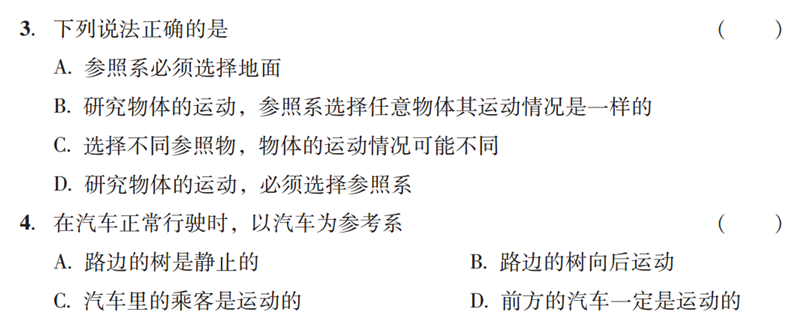 3. 下列说法正确的是 ( )
A. 参照系必须选择地面
B. 研究物体的运动，参照系选择任意物体其运动情况是一样的
C. 选择不同参照物，物体的运动情况可能不同
D. 研究物体的运动，必须选择参照系
4. 在汽车正常行驶时，以汽车为参考系 ( )
A. 路边的树是静止的 B. 路边的树向后运动
C. 汽车里的乘客是运动的 D. 前方的汽车一定是运动的